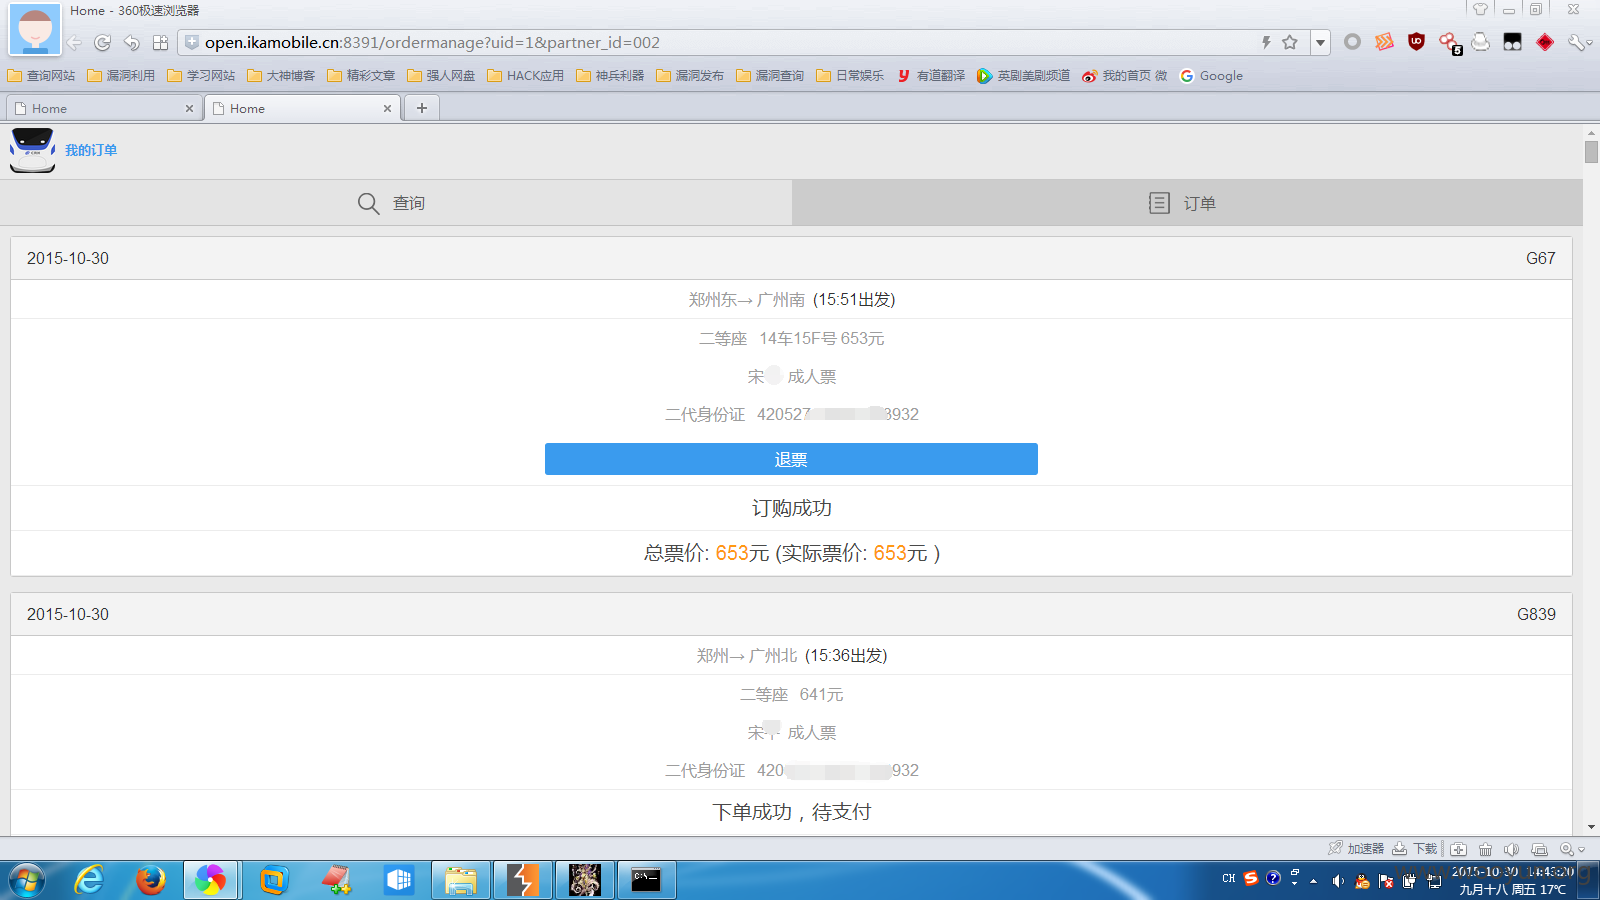 Home - 360极速浏览器
open.ikamobile.cn:8391/ordermanage?uid=1&partner_id=002
查询网站 漏洞利用 学习网站 大神博客 精彩文章 强人网盘 HACK应用 神兵利器 漏洞发布 漏洞查询 日常娱乐 有道翻译 英剧美剧频道 我的首页 微 Google
Home Home
我的订单
查询 订单
2015-10-30 G67
郑州东→广州南 (15:51出发)
二等座 14车15F号 653元
宋 成人票
二代身份证 420527 8932
退票
订购成功
总票价: 653元 (实际票价: 653元 )
2015-10-30 G839
郑州→广州北 (15:36出发)
二等座 641元
宋 成人票
二代身份证 420 932
下单成功，待支付
加速器 下载
CH 2015-10-30 14:45:20
九月十八 周五 17℃